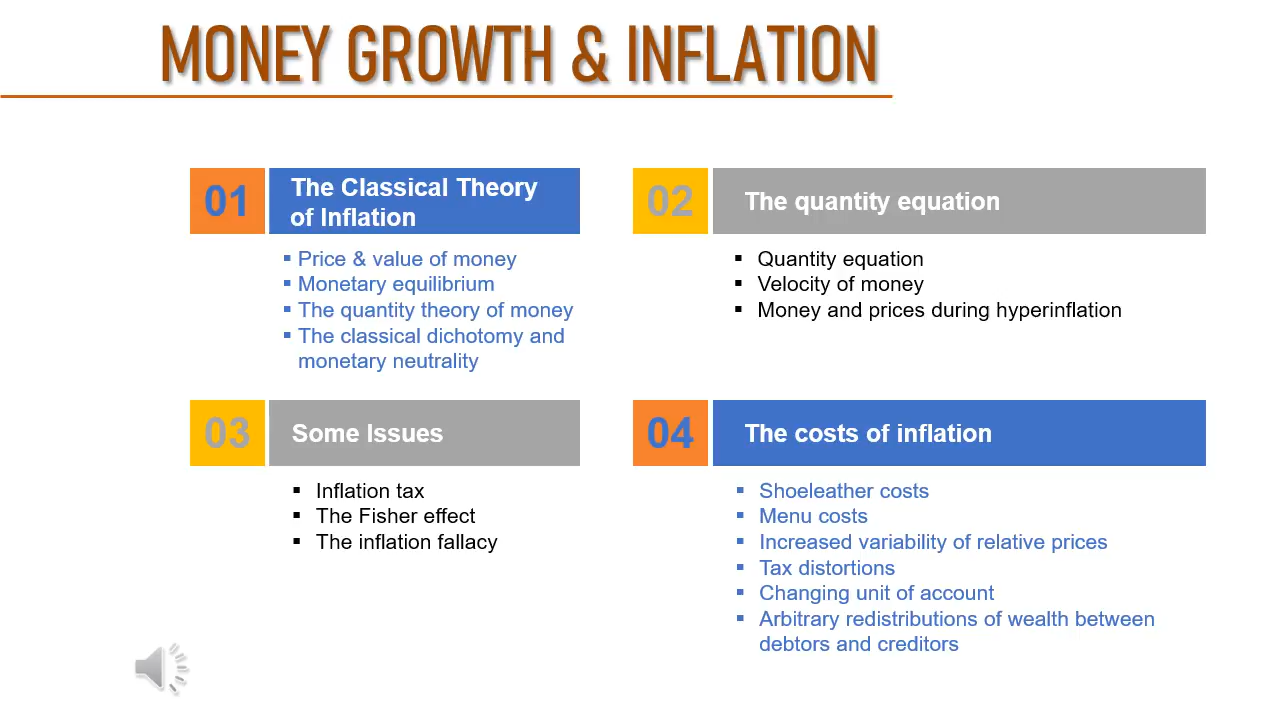 MONEY GROWTH & INFLATION
01
The Classical Theory
of Inflation
▪ Price & value of money
▪ Monetary equilibrium
▪ The quantity theory of money
▪ The classical dichotomy and
monetary neutrality
02
The quantity equation
▪ Quantity equation
▪ Velocity of money
▪ Money and prices during hyperinflation
03
Some Issues
▪ Inflation tax
▪ The Fisher effect
▪ The inflation fallacy
04
The costs of inflation
▪ Shoeleather costs
▪ Menu costs
▪ Increased variability of relative prices
▪ Tax distortions
▪ Changing unit of account
▪ Arbitrary redistributions of wealth between
debtors and creditors